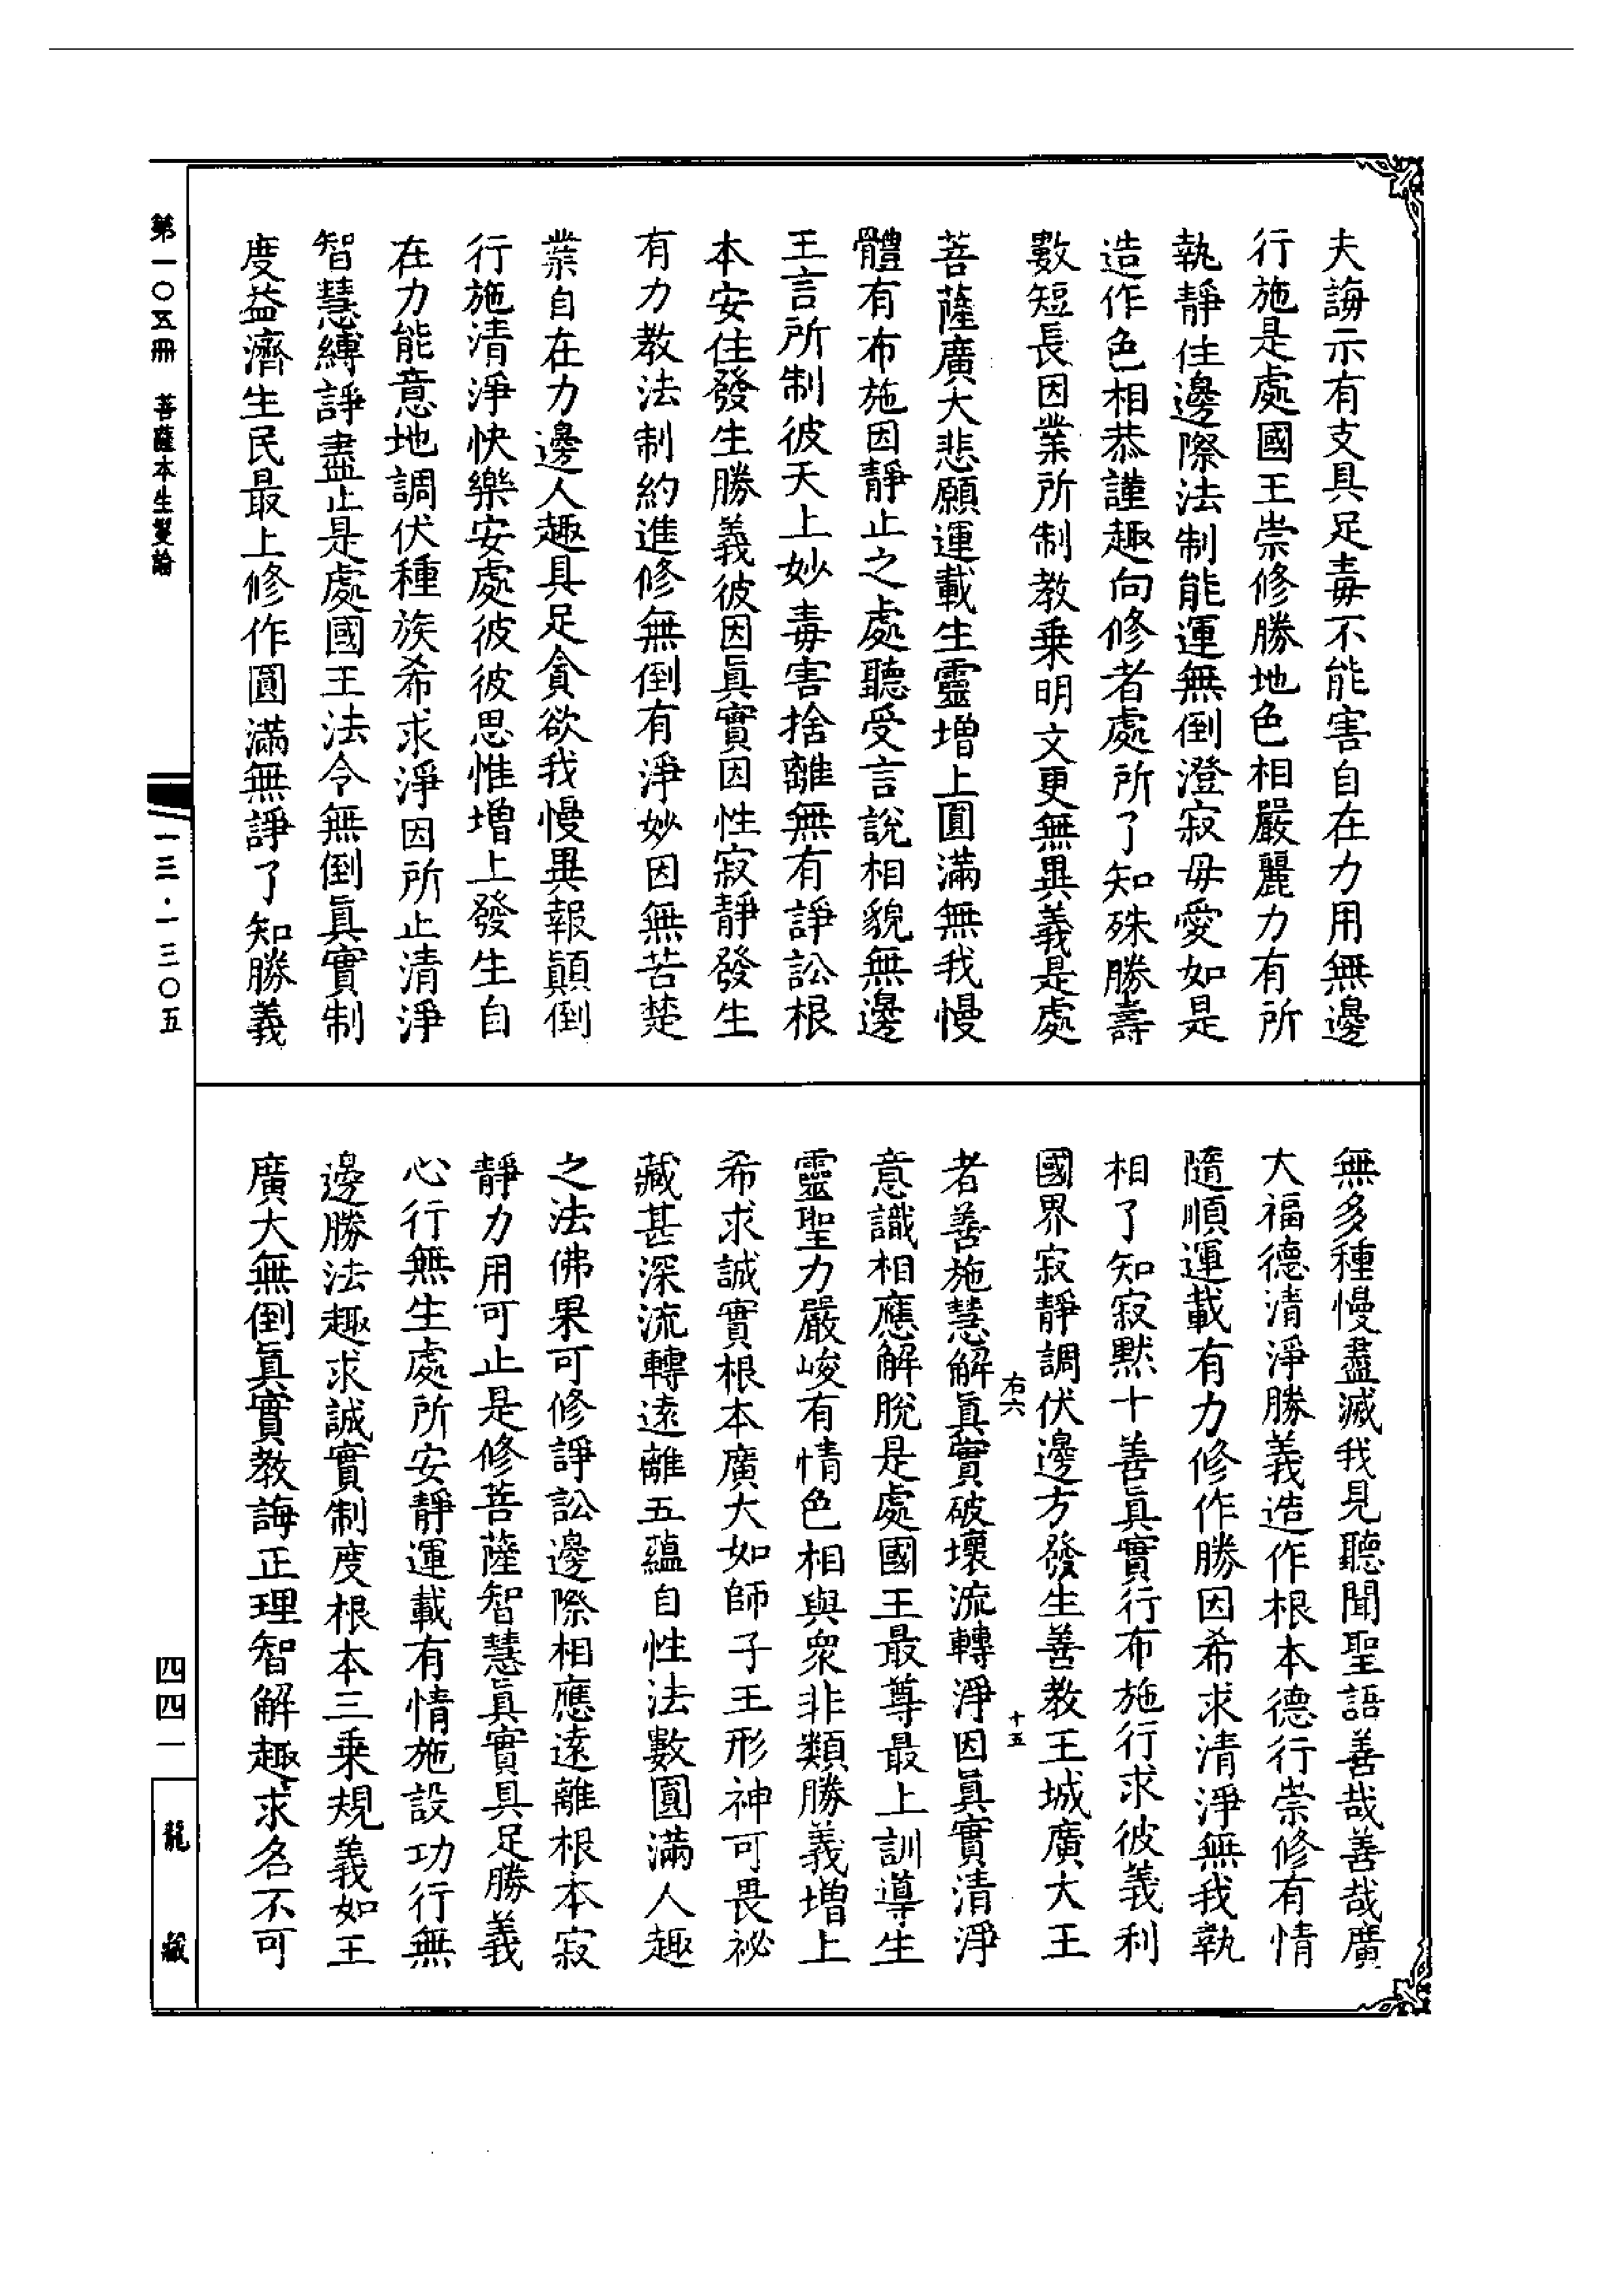 夫誨示有支具足毒不能害自在力用無邊
行施是處國王崇修勝地色相嚴麗力有所
執靜住邊際法制能運無倒澄寂毋愛如是
造作色相恭謹趣向修者處所了知殊勝壽
數短長因業所制教乗明文更無異義是處
菩薩廣大悲願運載生靈增上圓滿無我慢
體有布施因靜止之處聽受言說相貌無邊
王言所制彼天上妙毒害捨離無有諍訟根
本安住發生勝義彼因眞實因性寂靜發生
有力教法制約進修無倒有淨妙因無苦楚
業自在力邊人趣具足貪欲我慢異報顚倒
行施清淨快樂安處彼彼思惟增上發生自
在力能意地調伏種族希求淨因所止清淨
智慧縛諍盡止是處國王法令無倒眞實制
度益濟生民最上修作圓滿無諍了知勝義
無多種慢盡滅我見聽聞聖語善哉善哉廣
大福德清淨勝義造作根本德行崇修有情
隨順運載有力修作勝因希求清淨無我執
相了知寂默十善眞實行布施行求彼義利
國界寂靜調伏邊方發生善教王城廣大王
右六 十五
者善施慧解眞實破壞流轉淨因眞實清淨
意識相應解脫是處國王最尊最上訓導生
靈聖力嚴峻有情色相與衆非類勝義增上
希求誠實根本廣大如師子王形神可畏祕
藏甚深流轉遠離五蘊自性法數圓滿人趣
之法佛果可修諍訟邊際相應遠離根本寂
靜力用可止是修菩薩智慧眞實具足勝義
心行無生處所安靜運載有情施設功行無
邊勝法趣求誠實制度根本三乘規義如王
廣大無倒眞實教誨正理智解趣求名不可
第一〇五冊 菩薩本生鬘論
一三·一三〇五
四四一
龍藏